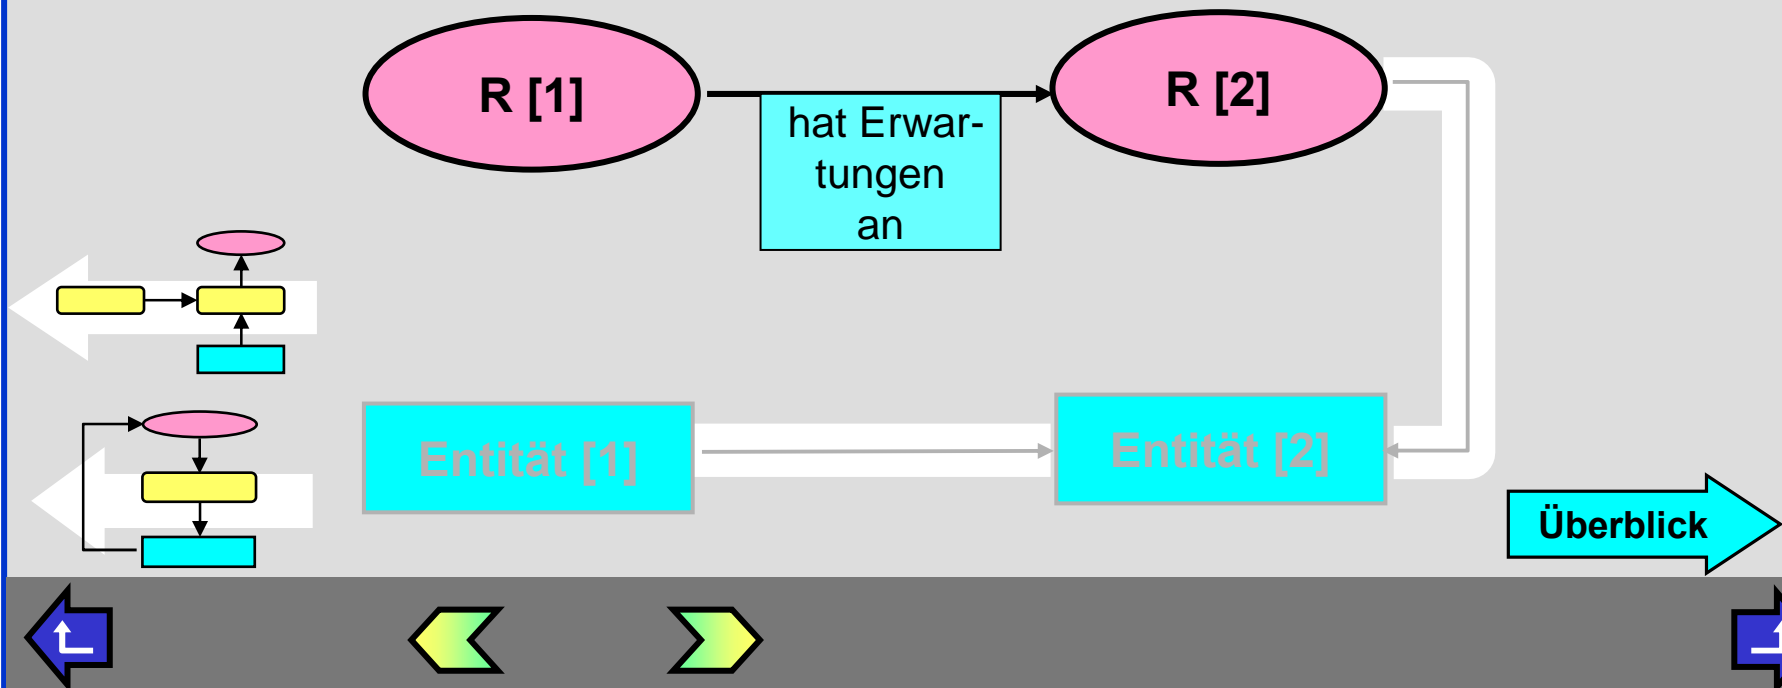 R [1]
R [2]
hat Erwar-
tungen
an
Entität [1]
Entität [2]
Überblick